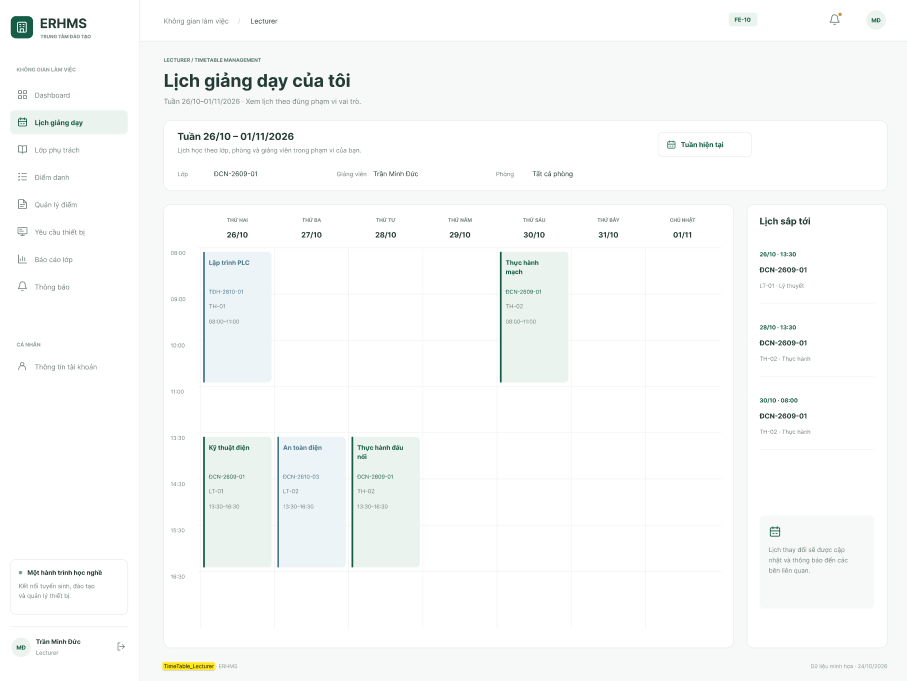 ERHMS
TRUNG TÂM ĐÀO TẠO
KHÔNG GIAN LÀM VIỆC
Dashboard
Lịch giảng dạy
Lớp phụ trách
Điểm danh
Quản lý điểm
Yêu cầu thiết bị
Báo cáo lớp
Thông báo
CÁ NHÂN
Thông tin tài khoản
Một hành trình học nghề
Kết nối tuyển sinh, đào tạo
và quản lý thiết bị.
MĐ
Trần Minh Đức
Lecturer
Không gian làm việc / Lecturer
FE-10
MĐ
LECTURER / TIMETABLE MANAGEMENT
Lịch giảng dạy của tôi
Tuần 26/10–01/11/2026 · Xem lịch theo đúng phạm vi vai trò.
Tuần 26/10 – 01/11/2026
Lịch học theo lớp, phòng và giảng viên trong phạm vi của bạn.
Tuần hiện tại
Lớp ĐCN-2609-01 Giảng viên Trần Minh Đức Phòng Tất cả phòng
THỨ HAI THỨ BA THỨ TƯ THỨ NĂM THỨ SÁU THỨ BẢY CHỦ NHẬT
26/10 27/10 28/10 29/10 30/10 31/10 01/11
08:00
09:00
10:00
11:00
13:30
14:30
15:30
16:30
Lập trình PLC
TĐH-2610-01
TH-01
08:00–11:00
Thực hành
mạch
ĐCN-2609-01
TH-02
08:00–11:00
Kỹ thuật điện
ĐCN-2609-01
LT-01
13:30–16:30
An toàn điện
ĐCN-2610-03
LT-02
13:30–16:30
Thực hành đấu
nối
ĐCN-2609-01
TH-02
13:30–16:30
Lịch sắp tới
26/10 · 13:30
ĐCN-2609-01
LT-01 · Lý thuyết
28/10 · 13:30
ĐCN-2609-01
TH-02 · Thực hành
30/10 · 08:00
ĐCN-2609-01
TH-02 · Thực hành
Lịch thay đổi sẽ được cập
nhật và thông báo đến các
bên liên quan.
TimeTable_Lecturer · ERHMS
Dữ liệu minh họa · 24/10/2026